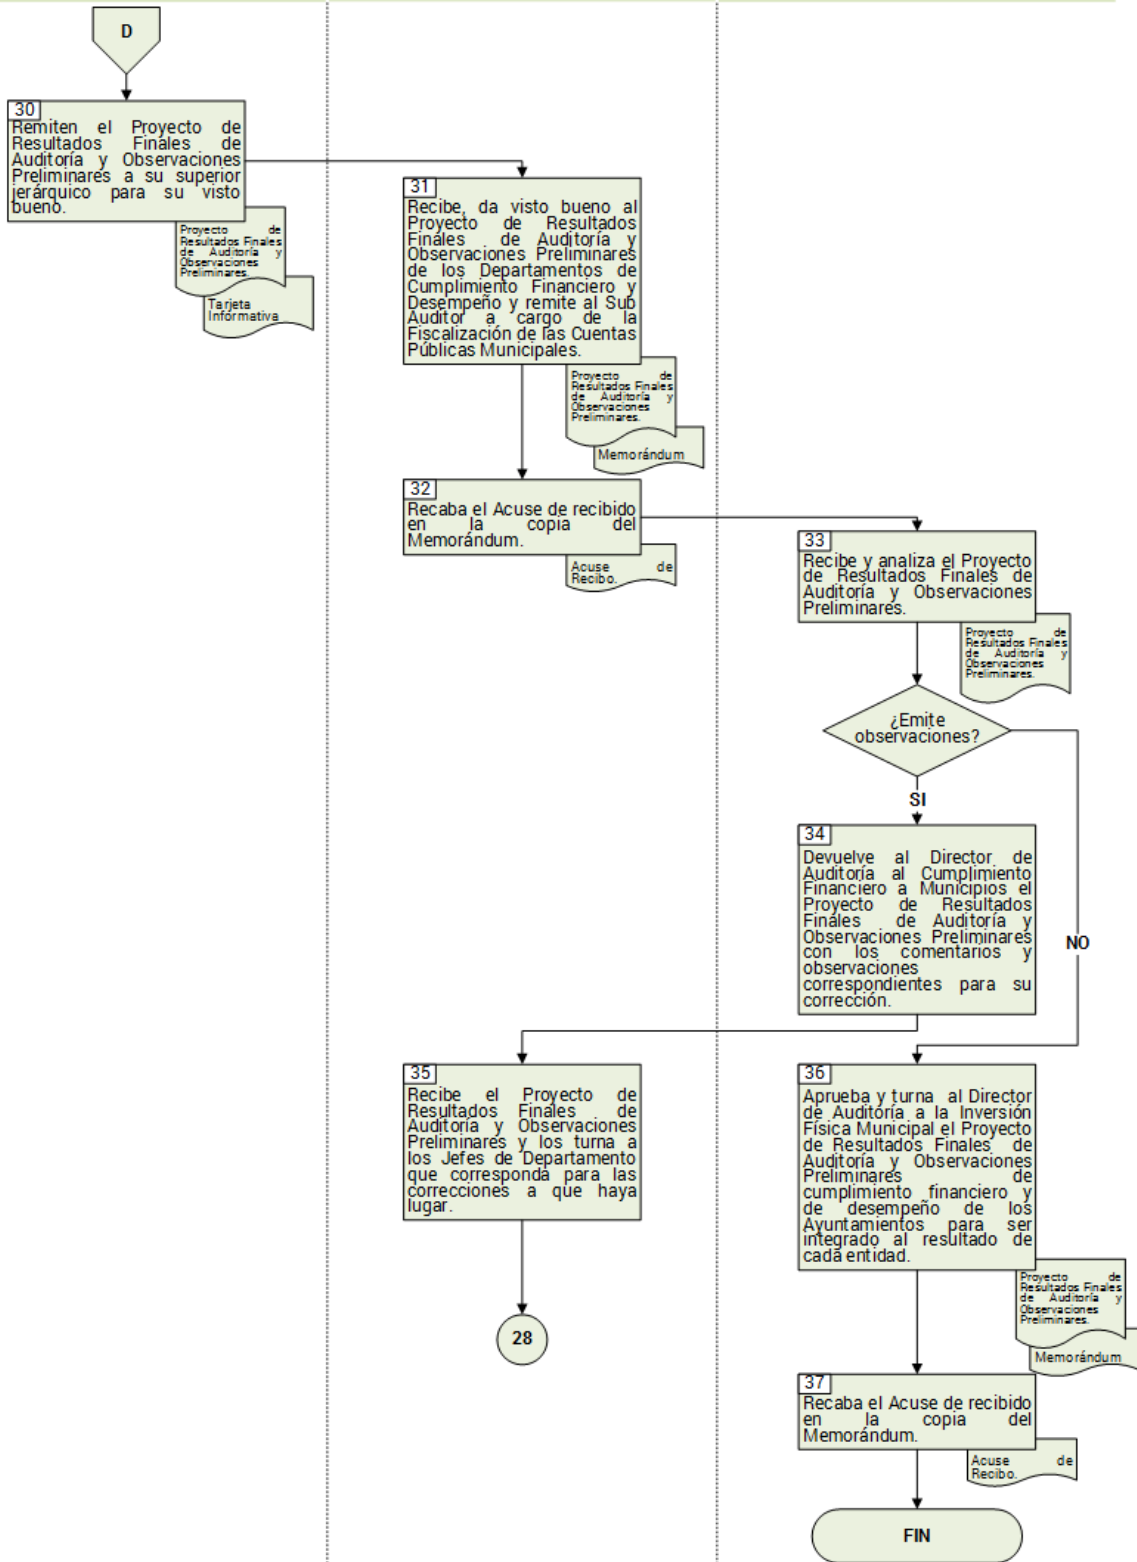 D
30
Remiten el Proyecto de
Resultados Finales de
Auditoría y Observaciones
Preliminares a su superior
jerárquico para su visto
bueno.
Proyecto de
Resultados Finales
de Auditoría y
Observaciones
Preliminares.
Tarjeta
Informativa
31
Recibe, da visto bueno al
Proyecto de Resultados
Finales de Auditoría y
Observaciones Preliminares
de los Departamentos de
Cumplimiento Financiero y
Desempeño y remite al Sub
Auditor a cargo de la
Fiscalización de las Cuentas
Públicas Municipales.
Proyecto de
Resultados Finales
de Auditoría y
Observaciones
Preliminares.
Memorándum
32
Recaba el Acuse de recibido
en la copia del
Memorándum.
Acuse de
Recibo.
33
Recibe y analiza el Proyecto
de Resultados Finales de
Auditoría y Observaciones
Preliminares.
Proyecto de
Resultados Finales
de Auditoría y
Observaciones
Preliminares.
¿Emite
observaciones?
SI
34
Devuelve al Director de
Auditoría al Cumplimiento
Financiero a Municipios el
Proyecto de Resultados
Finales de Auditoría y
Observaciones Preliminares
con los comentarios y
observaciones
correspondientes para su
corrección.
NO
35
Recibe el Proyecto de
Resultados Finales de
Auditoría y Observaciones
Preliminares y los turna a
los Jefes de Departamento
que corresponda para las
correcciones a que haya
lugar.
28
36
Aprueba y turna al Director
de Auditoría a la Inversión
Física Municipal el Proyecto
de Resultados Finales de
Auditoría y Observaciones
Preliminares de
cumplimiento financiero y
de desempeño de los
Ayuntamientos para ser
integrado al resultado de
cada entidad.
Proyecto de
Resultados Finales
de Auditoría y
Observaciones
Preliminares.
Memorándum
37
Recaba el Acuse de recibido
en la copia del
Memorándum.
Acuse de
Recibo.
FIN